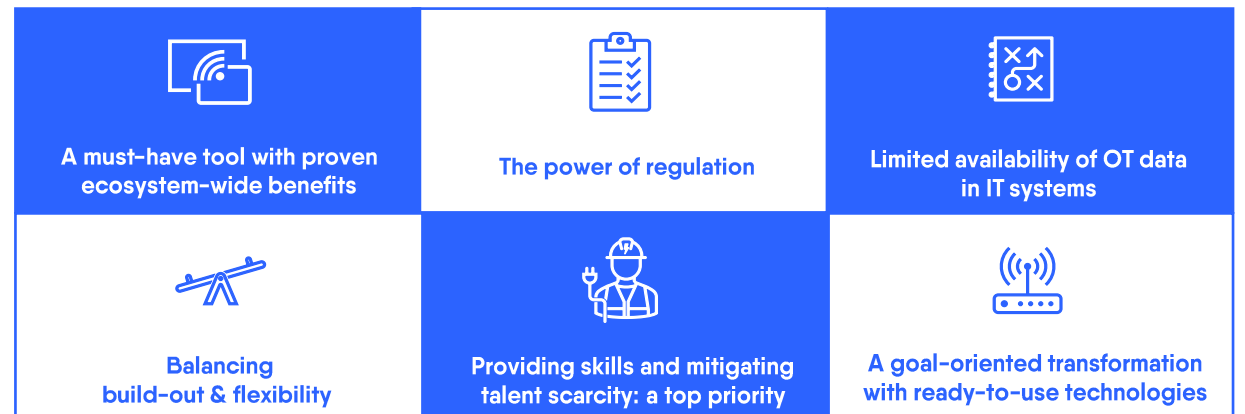 A must-have tool with proven
ecosystem-wide benefits
The power of regulation
Limited availability of OT data
in IT systems
Balancing
build-out & flexibility
Providing skills and mitigating
talent scarcity: a top priority
A goal-oriented transformation
with ready-to-use technologies